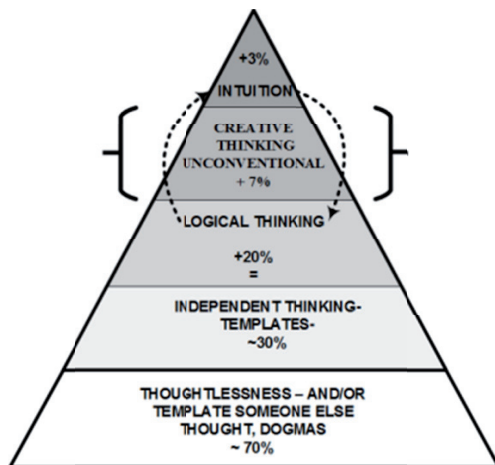 +3%
INTUITION
CREATIVE
THINKING
UNCONVENTIONAL
+ 7%
LOGICAL THINKING
+20%
=
INDEPENDENT THINKING-
TEMPLATES-
~30%
THOUGHTLESSNESS – AND/OR
TEMPLATE SOMEONE ELSE
THOUGHT, DOGMAS
~ 70%